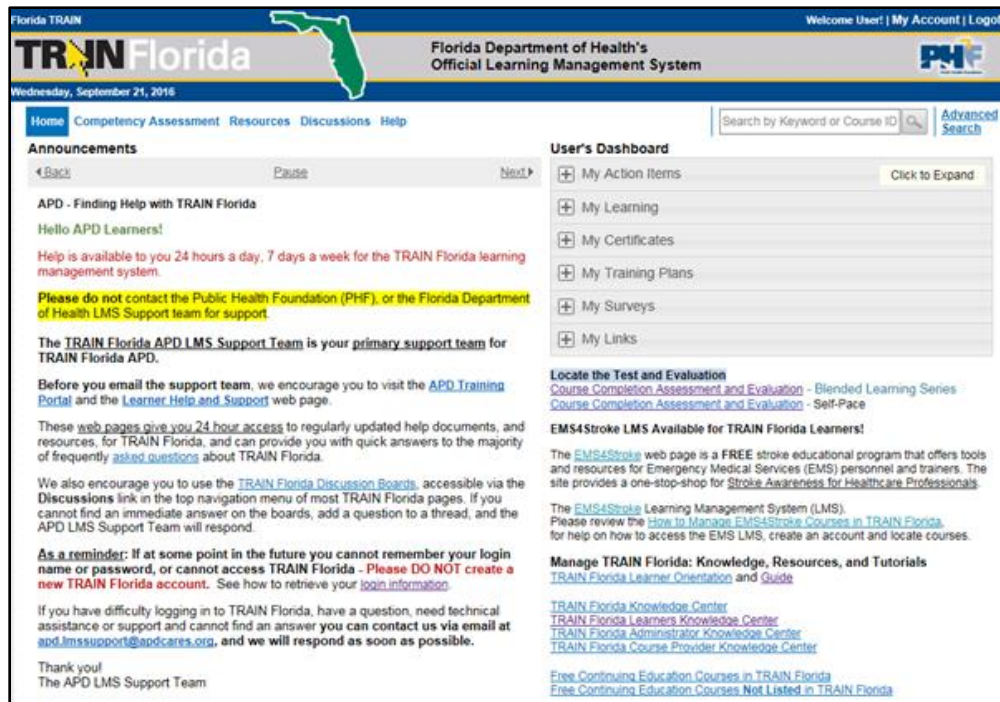 Florida TRAIN
Welcome User! | My Account | Logo
TRAIN Florida
Florida Department of Health's
Official Learning Management System
PHF
Wednesday, September 21, 2016
Home Competency Assessment Resources Discussions Help
Search by Keyword or Course ID
Advanced
Search
Announcements
Back Pause Next
APD - Finding Help with TRAIN Florida
Hello APD Learners!
Help is available to you 24 hours a day, 7 days a week for the TRAIN Florida learning
management system.
Please do not contact the Public Health Foundation (PHF), or the Florida Department
of Health LMS Support team for support.
The TRAIN Florida APD LMS Support Team is your primary support team for
TRAIN Florida APD.
Before you email the support team, we encourage you to visit the APD Training
Portal and the Learner Help and Support web page.
These web pages give you 24 hour access to regularly updated help documents, and
resources, for TRAIN Florida, and can provide you with quick answers to the majority
of frequently asked questions about TRAIN Florida.
We also encourage you to use the TRAIN Florida Discussion Boards, accessible via the
Discussions link in the top navigation menu of most TRAIN Florida pages. If you
cannot find an immediate answer on the boards, add a question to a thread, and the
APD LMS Support Team will respond.
As a reminder: If at some point in the future you cannot remember your login
name or password, or cannot access TRAIN Florida - Please DO NOT create a
new TRAIN Florida account. See how to retrieve your login information.
If you have difficulty logging in to TRAIN Florida, have a question, need technical
assistance or support and cannot find an answer you can contact us via email at
apd.lmssupport@apdcares.org, and we will respond as soon as possible.
Thank you!
The APD LMS Support Team
User's Dashboard
My Action Items
Click to Expand
My Learning
My Certificates
My Training Plans
My Surveys
My Links
Locate the Test and Evaluation
Course Completion Assessment and Evaluation - Blended Learning Series
Course Completion Assessment and Evaluation - Self-Pace
EMS4Stroke LMS Available for TRAIN Florida Learners!
The EMS4Stroke web page is a FREE stroke educational program that offers tools
and resources for Emergency Medical Services (EMS) personnel and trainers. The
site provides a one-stop-shop for Stroke Awareness for Healthcare Professionals.
The EMS4Stroke Learning Management System (LMS).
Please review the How to Manage EMS4Stroke Courses in TRAIN Florida,
for help on how to access the EMS LMS, create an account and locate courses.
Manage TRAIN Florida: Knowledge, Resources, and Tutorials
TRAIN Florida Learner Orientation and Guide
TRAIN Florida Knowledge Center
TRAIN Florida Learners Knowledge Center
TRAIN Florida Administrator Knowledge Center
TRAIN Florida Course Provider Knowledge Center
Free Continuing Education Courses in TRAIN Florida
Free Continuing Education Courses Not Listed in TRAIN Florida